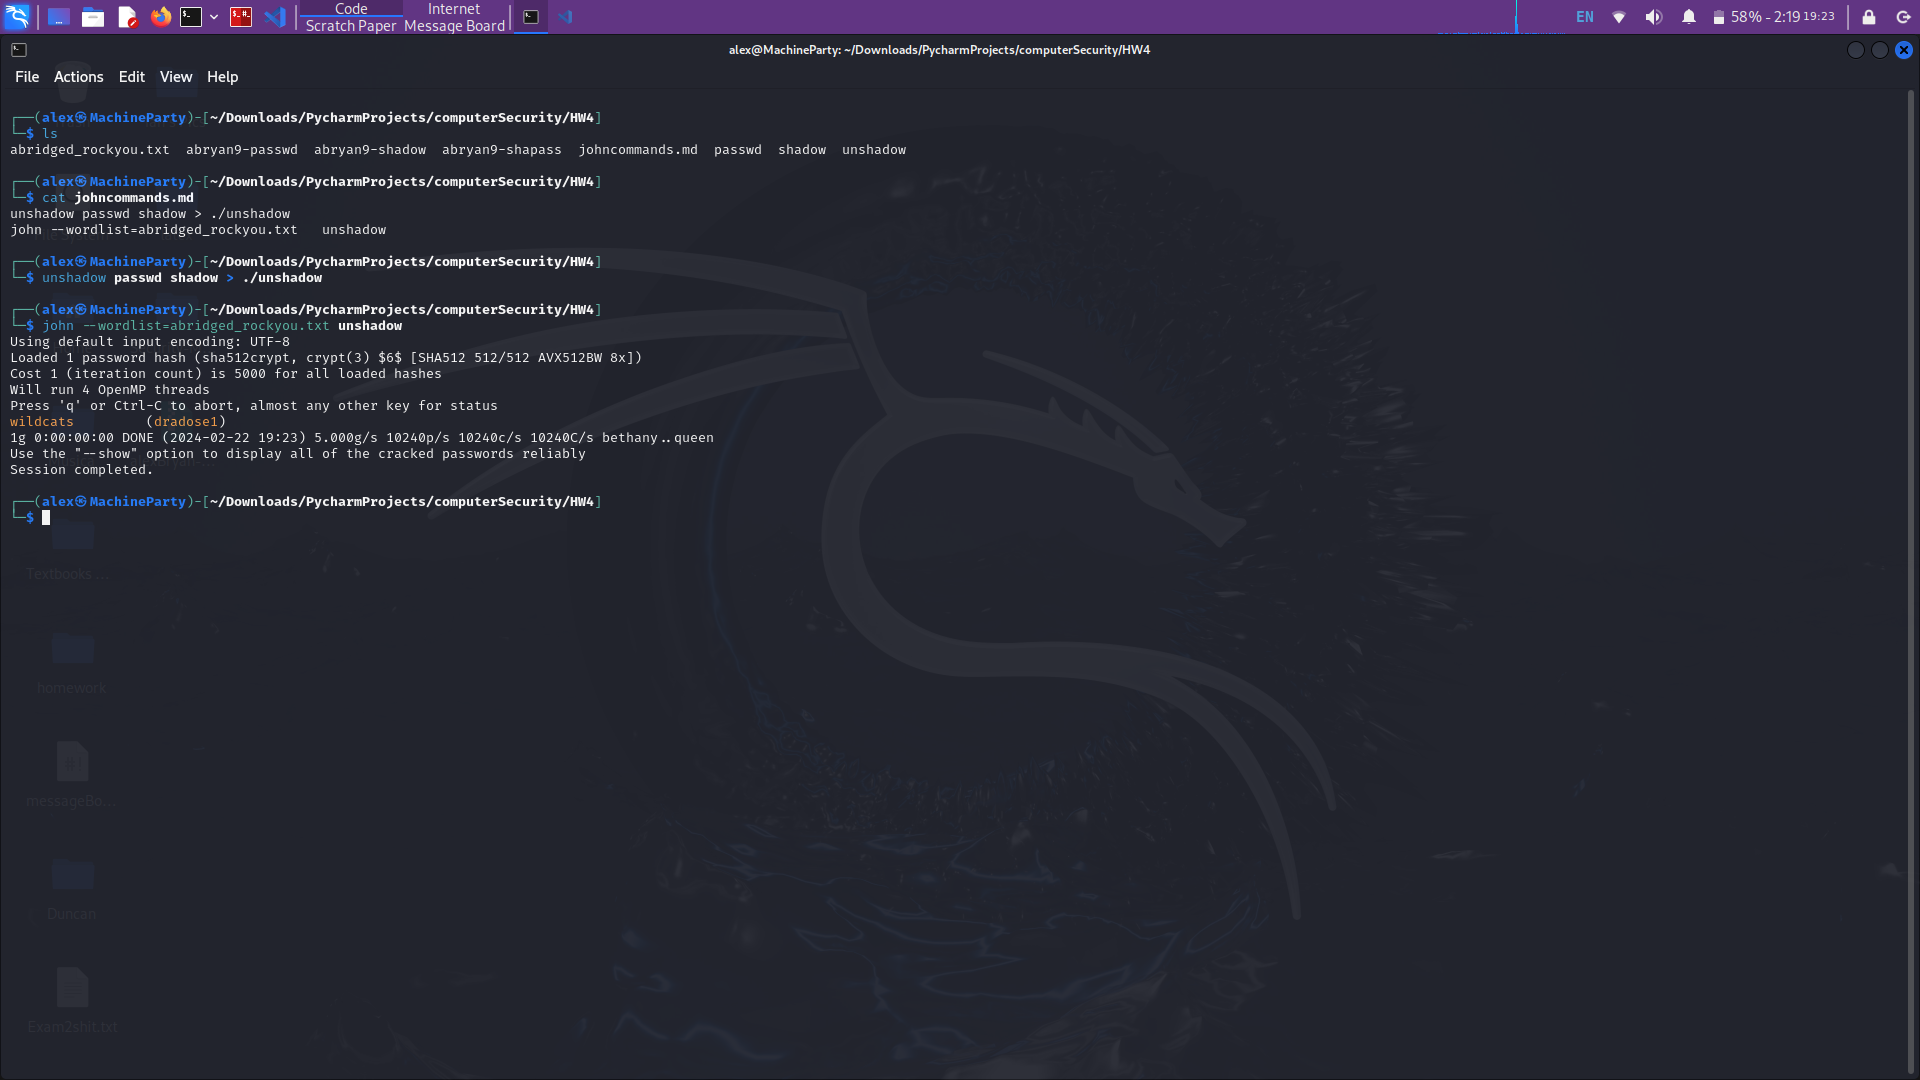 Code
Scratch Paper
Internet
Message Board
EN
58% - 2:19 19:23
alex@MachineParty: ~/Downloads/PycharmProjects/computerSecurity/HW4
File Actions Edit View Help
┌──(alex㉿MachineParty)-[~/Downloads/PycharmProjects/computerSecurity/HW4]
└─$ ls
abridged_rockyou.txt  abryan9-passwd  abryan9-shadow  abryan9-shapass  johncommands.md  passwd  shadow  unshadow
┌──(alex㉿MachineParty)-[~/Downloads/PycharmProjects/computerSecurity/HW4]
└─$ cat johncommands.md
unshadow passwd shadow > ./unshadow
john --wordlist=abridged_rockyou.txt   unshadow
┌──(alex㉿MachineParty)-[~/Downloads/PycharmProjects/computerSecurity/HW4]
└─$ unshadow passwd shadow > ./unshadow
┌──(alex㉿MachineParty)-[~/Downloads/PycharmProjects/computerSecurity/HW4]
└─$ john --wordlist=abridged_rockyou.txt unshadow
Using default input encoding: UTF-8
Loaded 1 password hash (sha512crypt, crypt(3) $6$ [SHA512 512/512 AVX512BW 8x])
Cost 1 (iteration count) is 5000 for all loaded hashes
Will run 4 OpenMP threads
Press 'q' or Ctrl-C to abort, almost any other key for status
wildcats         (dradose1)
1g 0:00:00:00 DONE (2024-02-22 19:23) 5.000g/s 10240p/s 10240c/s 10240C/s bethany..queen
Use the "--show" option to display all of the cracked passwords reliably
Session completed.
┌──(alex㉿MachineParty)-[~/Downloads/PycharmProjects/computerSecurity/HW4]
└─$
Textbooks ...
homework
messageBo...
Duncan
Exam2shit.txt